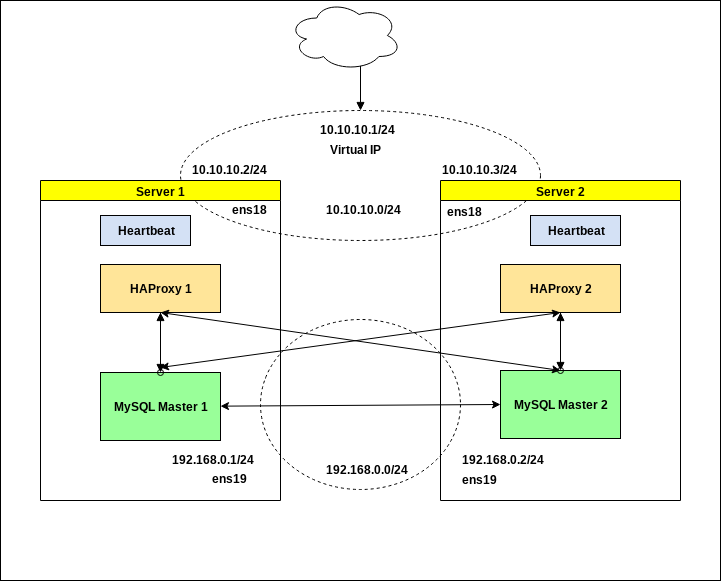 10.10.10.1/24
Virtual IP
10.10.10.2/24
10.10.10.3/24
Server 1
Server 2
ens18
10.10.10.0/24
ens18
Heartbeat
Heartbeat
HAProxy 1
HAProxy 2
MySQL Master 1
MySQL Master 2
192.168.0.1/24
192.168.0.0/24
192.168.0.2/24
ens19
ens19